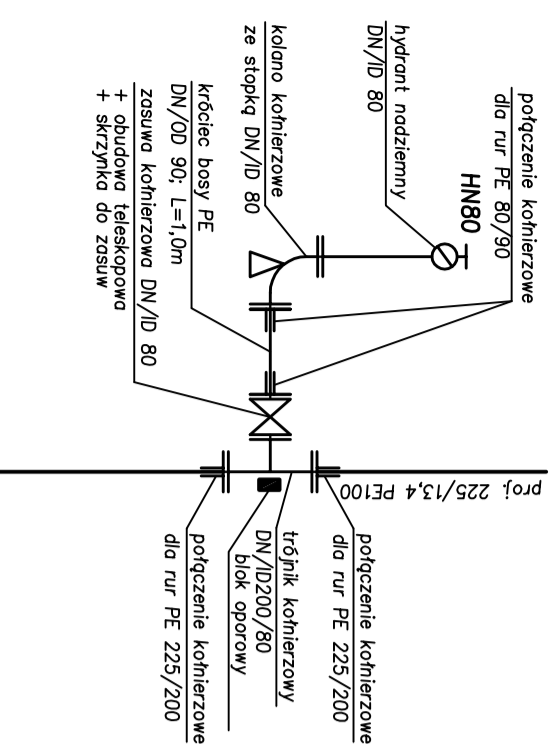 połączenie kołnierzowe
dla rur PE 80/90
HN80
hydrant nadziemny
DN/ID 80
kolano kołnierzowe
ze stopką DN/ID 80
króciec bosy PE
DN/OD 90; L=1,0m
zasuwa kołnierzowa DN/ID 80
+ obudowa teleskopowa
+ skrzynka do zasuw
proj. 225/13,4 PE100
połączenie kołnierzowe
dla rur PE 225/200
trójnik kołnierzowy
DN/ID200/80
blok oporowy
połączenie kołnierzowe
dla rur PE 225/200